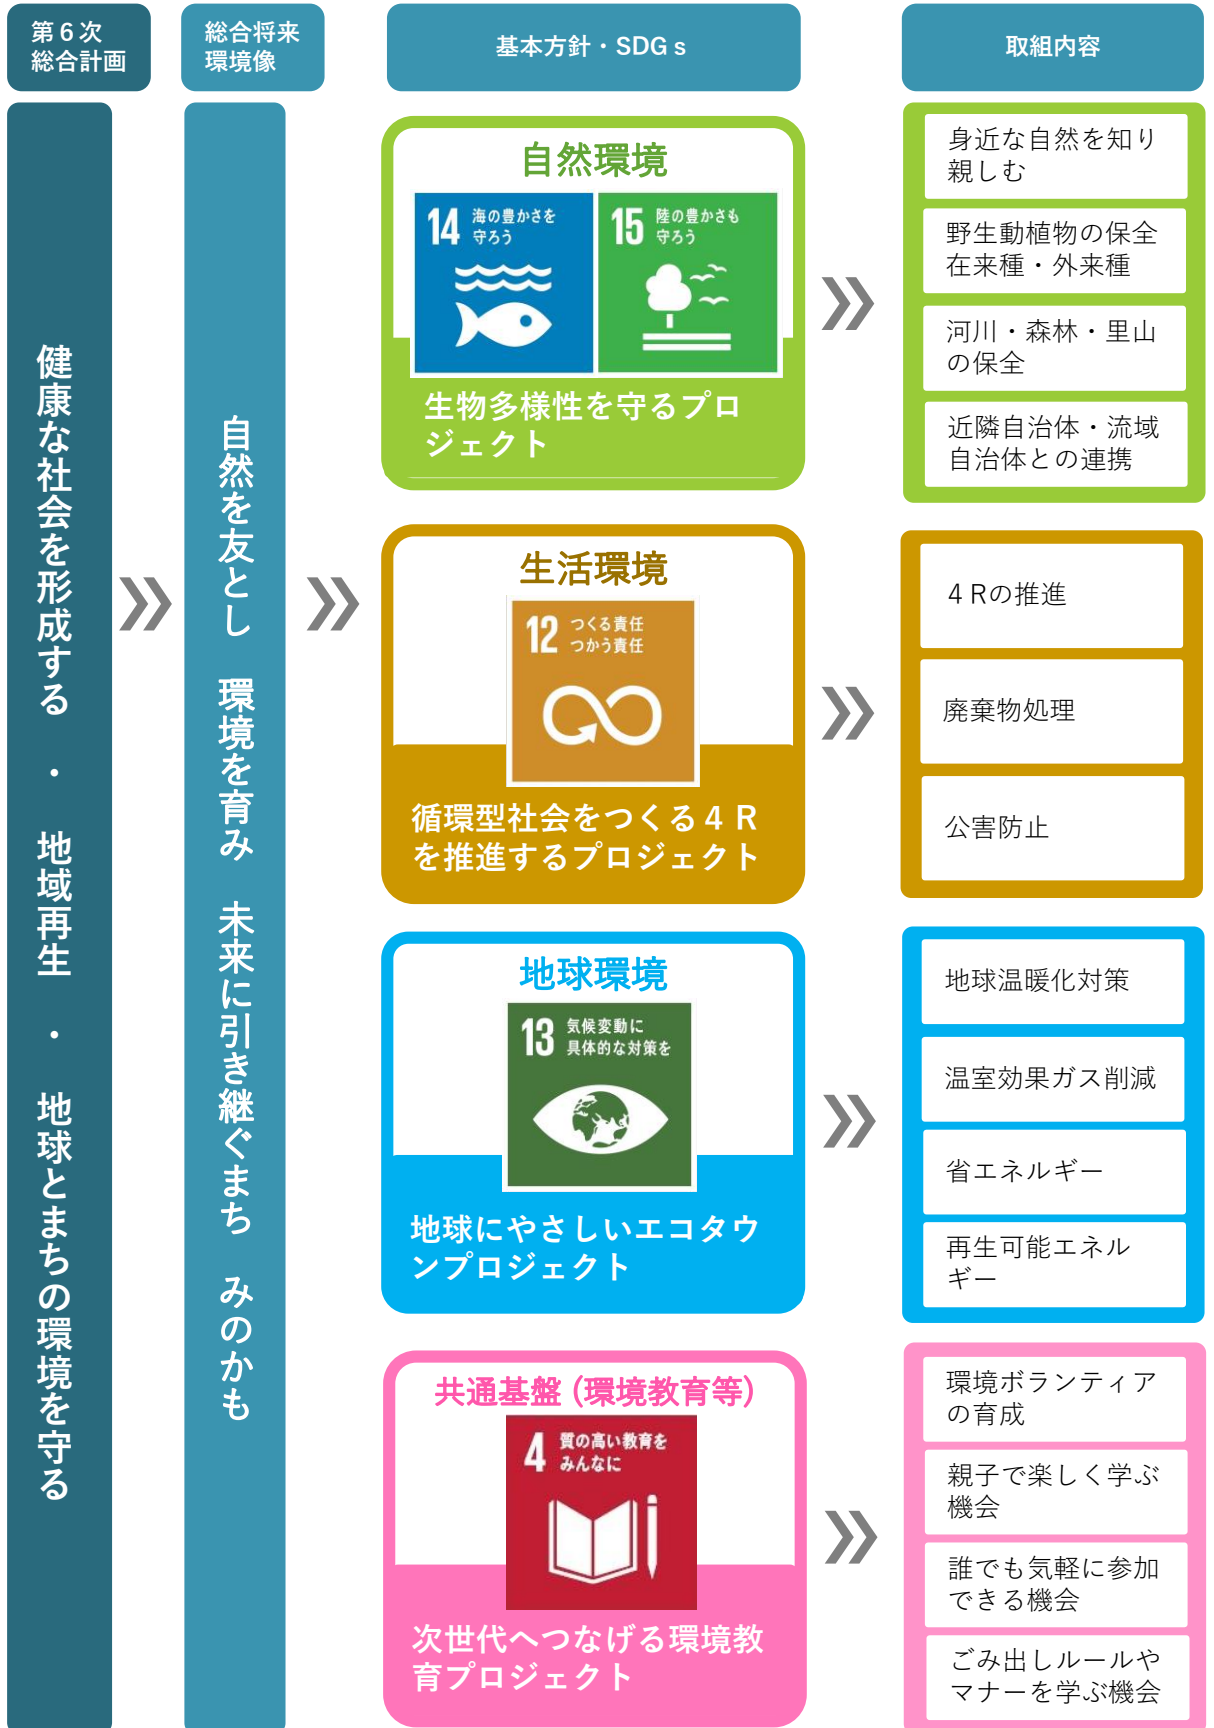 第６次
総合計画
総合将来
環境像
基本方針・SDGｓ
取組内容
健康な社会を形成する ・ 地域再生 ・ 地球とまちの環境を守る
自然を友とし 環境を育み 未来に引き継ぐまち みのかも
自然環境
14 海の豊かさを
守ろう
15 陸の豊かさも
守ろう
生物多様性を守るプロ
ジェクト
身近な自然を知り
親しむ
野生動植物の保全
在来種・外来種
河川・森林・里山
の保全
近隣自治体・流域
自治体との連携
生活環境
12 つくる責任
つかう責任
循環型社会をつくる４Ｒ
を推進するプロジェクト
４Rの推進
廃棄物処理
公害防止
地球環境
13 気候変動に
具体的な対策を
地球にやさしいエコタウ
ンプロジェクト
地球温暖化対策
温室効果ガス削減
省エネルギー
再生可能エネル
ギー
共通基盤（環境教育等）
4 質の高い教育を
みんなに
次世代へつなげる環境教
育プロジェクト
環境ボランティア
の育成
親子で楽しく学ぶ
機会
誰でも気軽に参加
できる機会
ごみ出しルールや
マナーを学ぶ機会